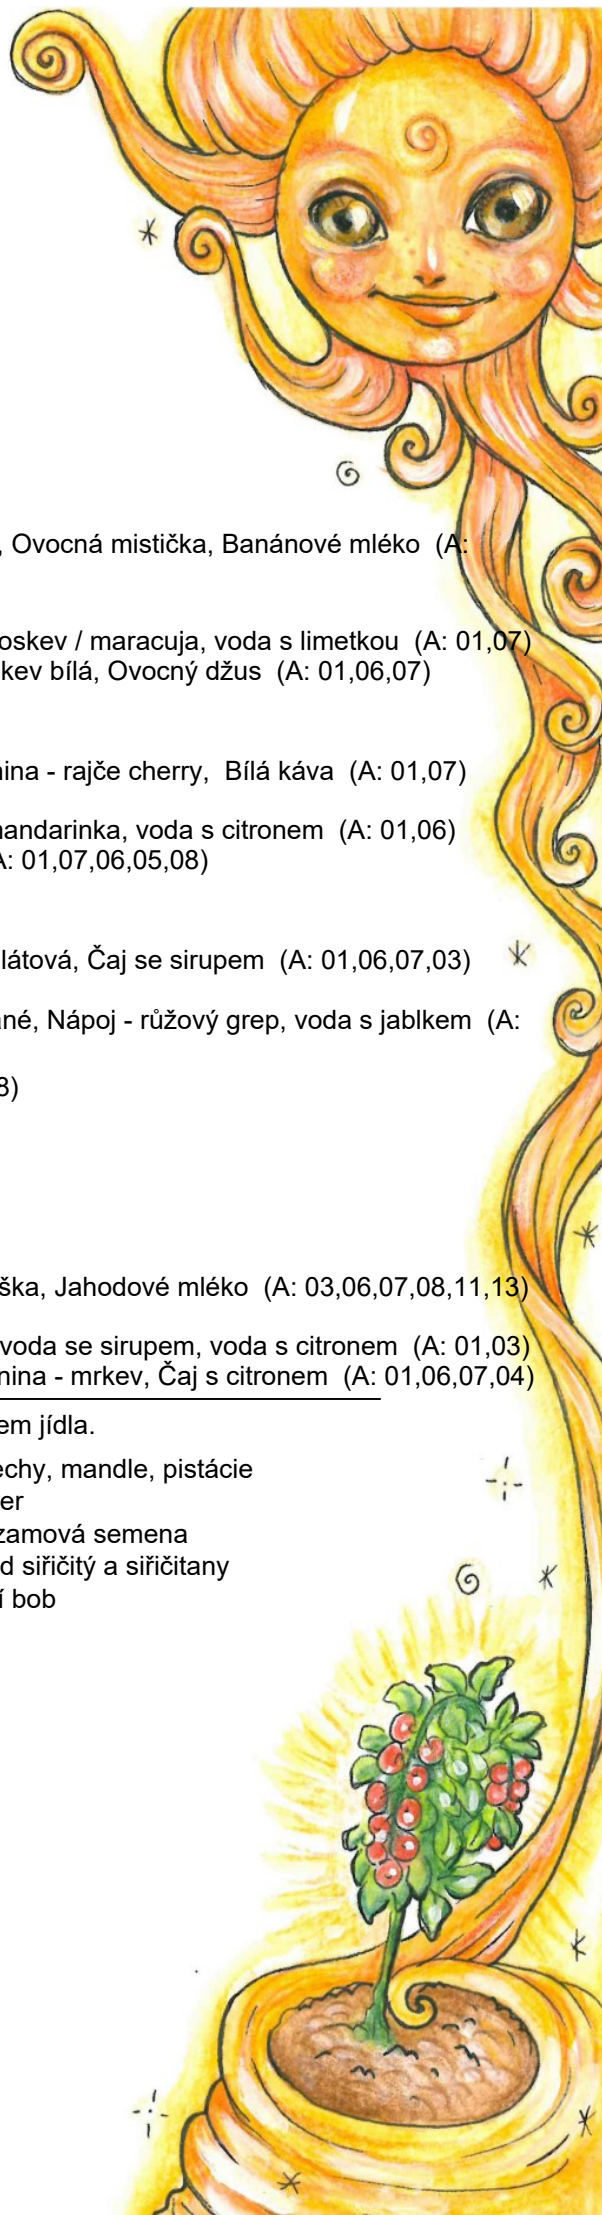 , Ovocná mistička, Banánové mléko (A:
oskev / maracuja, voda s limetkou (A: 01,07)
kev bílá, Ovocný džus (A: 01,06,07)
nina - rajče cherry, Bílá káva (A: 01,07)
nandarinka, voda s citronem (A: 01,06)
A: 01,07,06,05,08)
látová, Čaj se sirupem (A: 01,06,07,03)
ané, Nápoj - růžový grep, voda s jablkem (A:
8)
ška, Jahodové mléko (A: 03,06,07,08,11,13)
voda se sirupem, voda s citronem (A: 01,03)
nina - mrkev, Čaj s citronem (A: 01,06,07,04)
em jídla.
echy, mandle, pistácie
er
zamová semena
d siřičitý a siřičitany
í bob